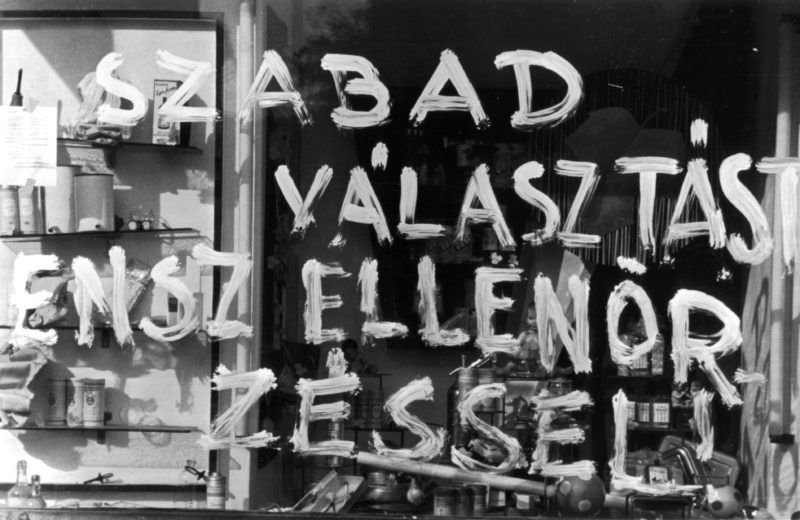 SZABAD
VÁLASZTÁST
ENSZ ELLENŐR-
ZÉSSEL!